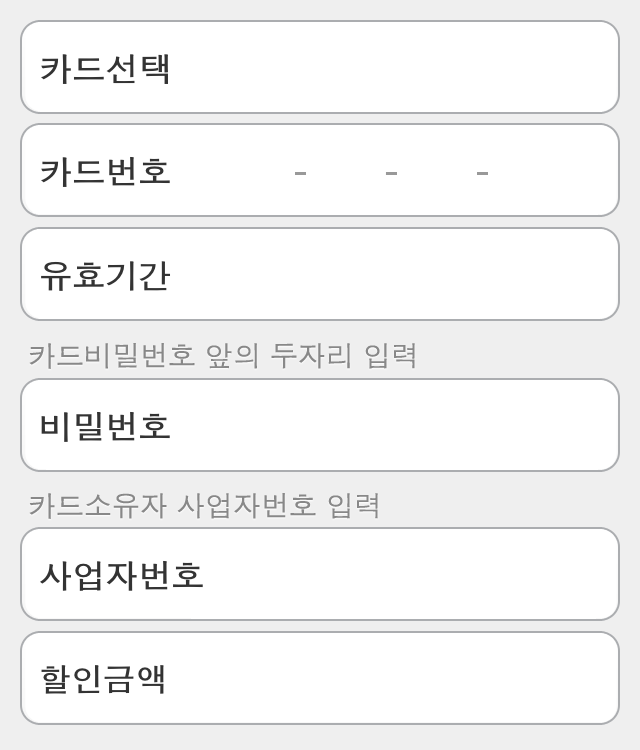 카드선택
카드번호 - - -
유효기간
카드비밀번호 앞의 두자리 입력
비밀번호
카드소유자 사업자번호 입력
사업자번호
할인금액